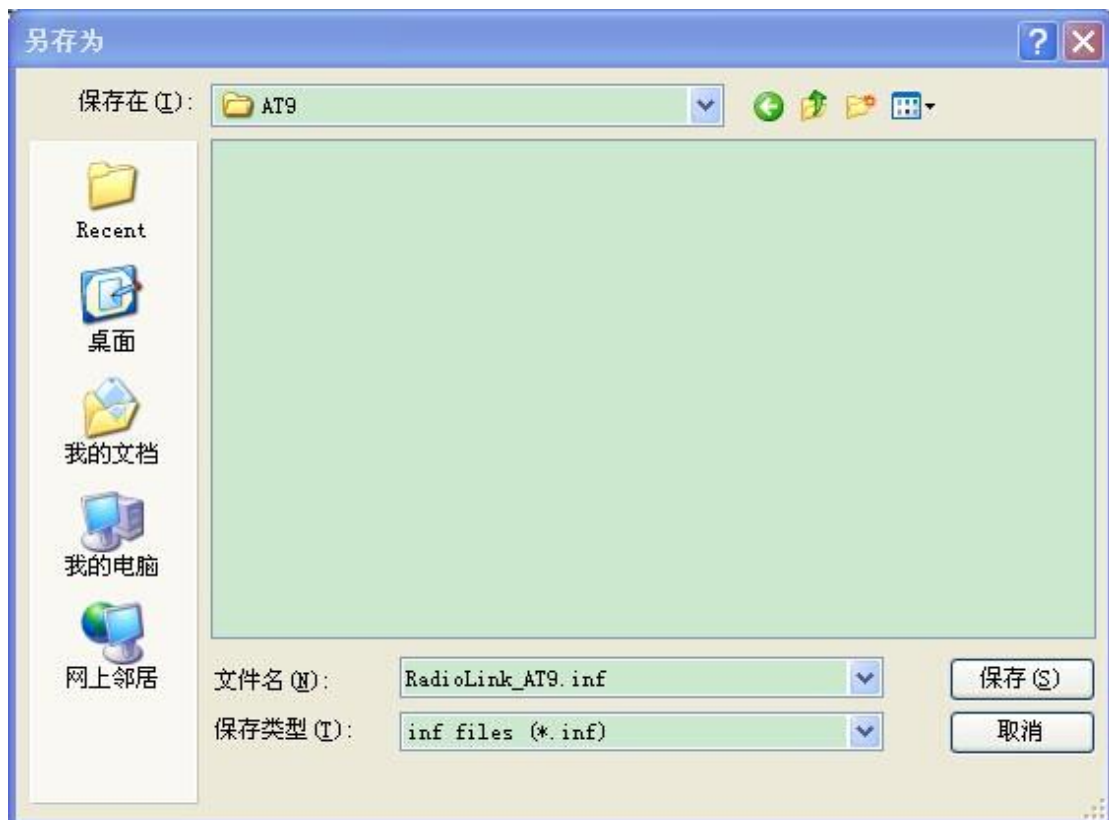 另存为
保存在(I):
AT9
Recent
桌面
我的文档
我的电脑
网上邻居
文件名(N):
RadioLink_AT9.inf
保存(S)
保存类型(T):
inf files (*.inf)
取消